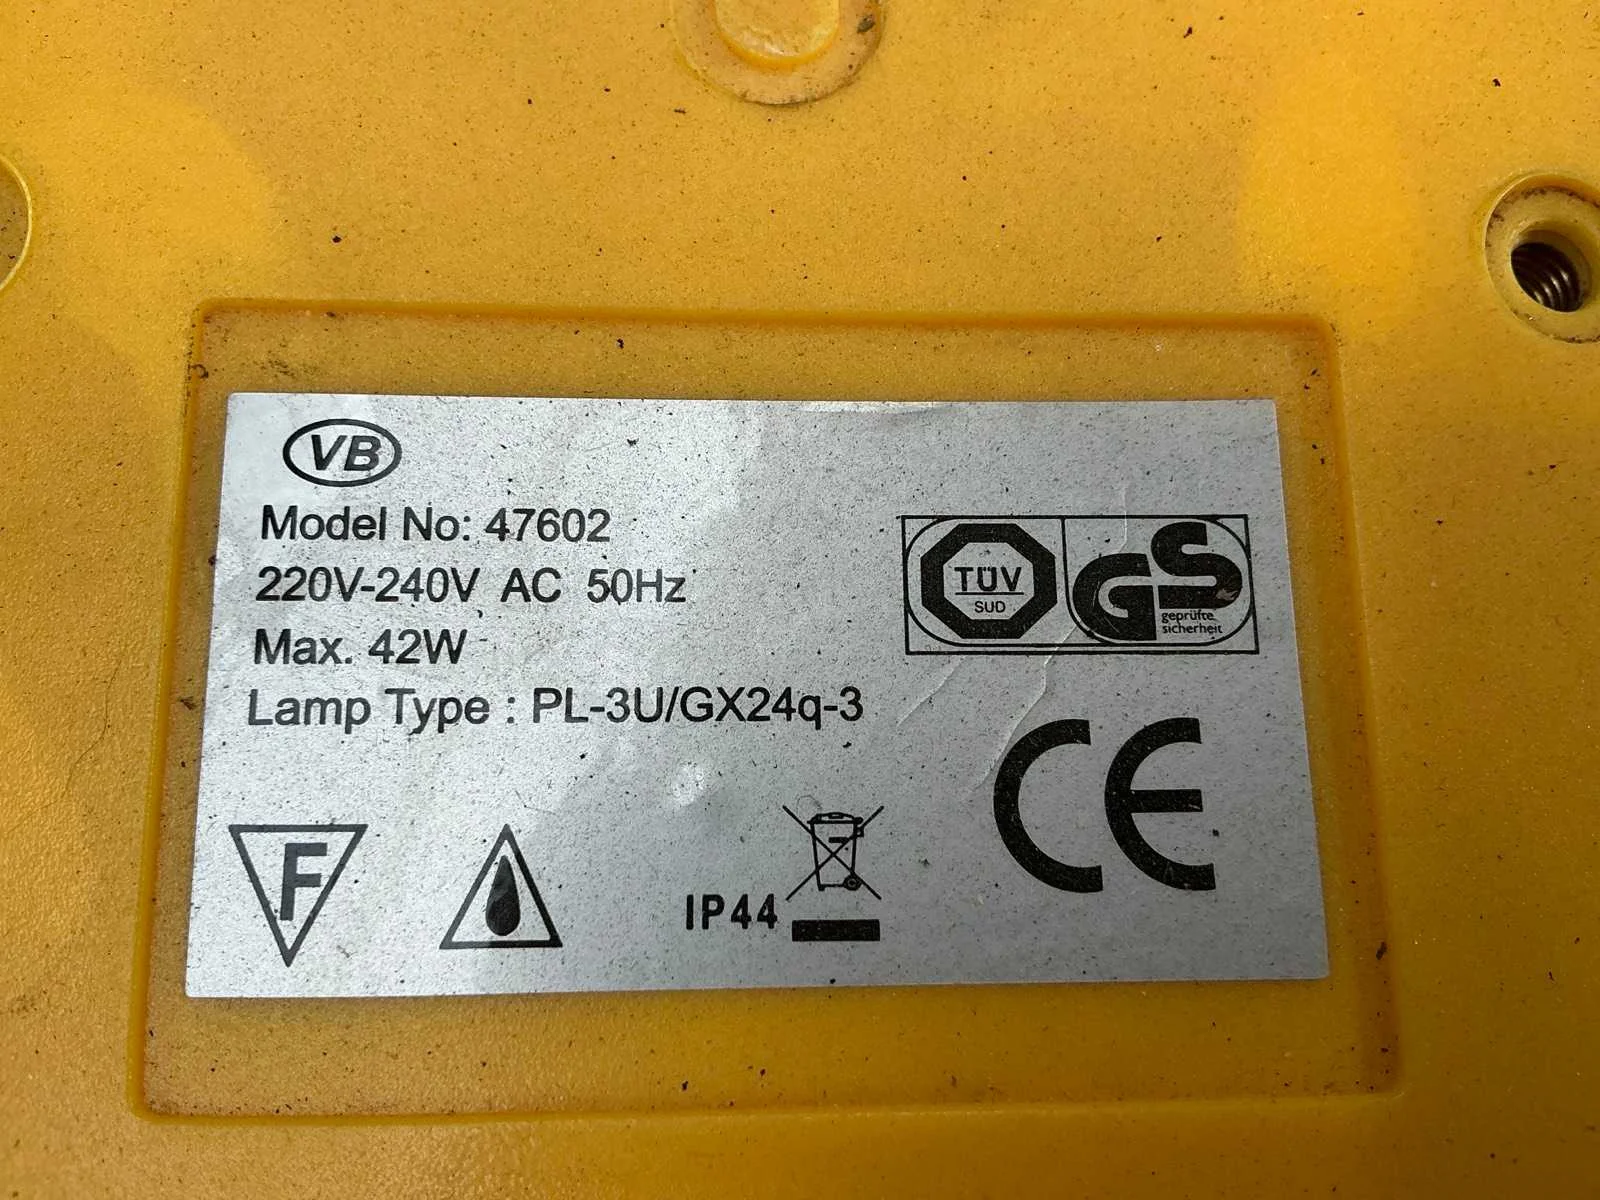 VB
Model No: 47602
220V-240V AC 50Hz
Max. 42W
Lamp Type : PL-3U/GX24q-3
TÜV
SUD
GS
geprüfte
sicherheit
F
IP44
CE